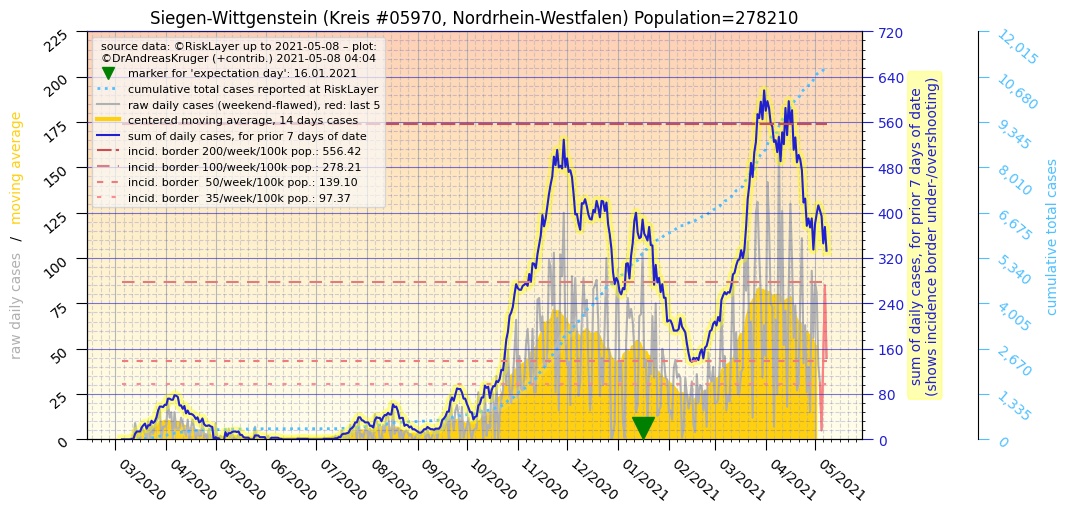 Siegen-Wittgenstein (Kreis #05970, Nordrhein-Westfalen) Population=278210
source data: ©RiskLayer up to 2021-05-08 – plot:
©DrAndreasKruger (+contrib.) 2021-05-08 04:04
marker for 'expectation day': 16.01.2021
cumulative total cases reported at RiskLayer
raw daily cases (weekend-flawed), red: last 5
centered moving average, 14 days cases
sum of daily cases, for prior 7 days of date
incid. border 200/week/100k pop.: 556.42
incid. border 100/week/100k pop.: 278.21
incid. border 50/week/100k pop.: 139.10
incid. border 35/week/100k pop.: 97.37
raw daily cases / moving average
225
200
175
150
125
100
75
50
25
0
03/2020
04/2020
05/2020
06/2020
07/2020
08/2020
09/2020
10/2020
11/2020
12/2020
01/2021
02/2021
03/2021
04/2021
05/2021
720
640
560
480
400
320
240
160
80
0
sum of daily cases, for prior 7 days of date
(shows incidence border under-/overshooting)
12,015
10,680
9,345
8,010
6,675
5,340
4,005
2,670
1,335
0
cumulative total cases